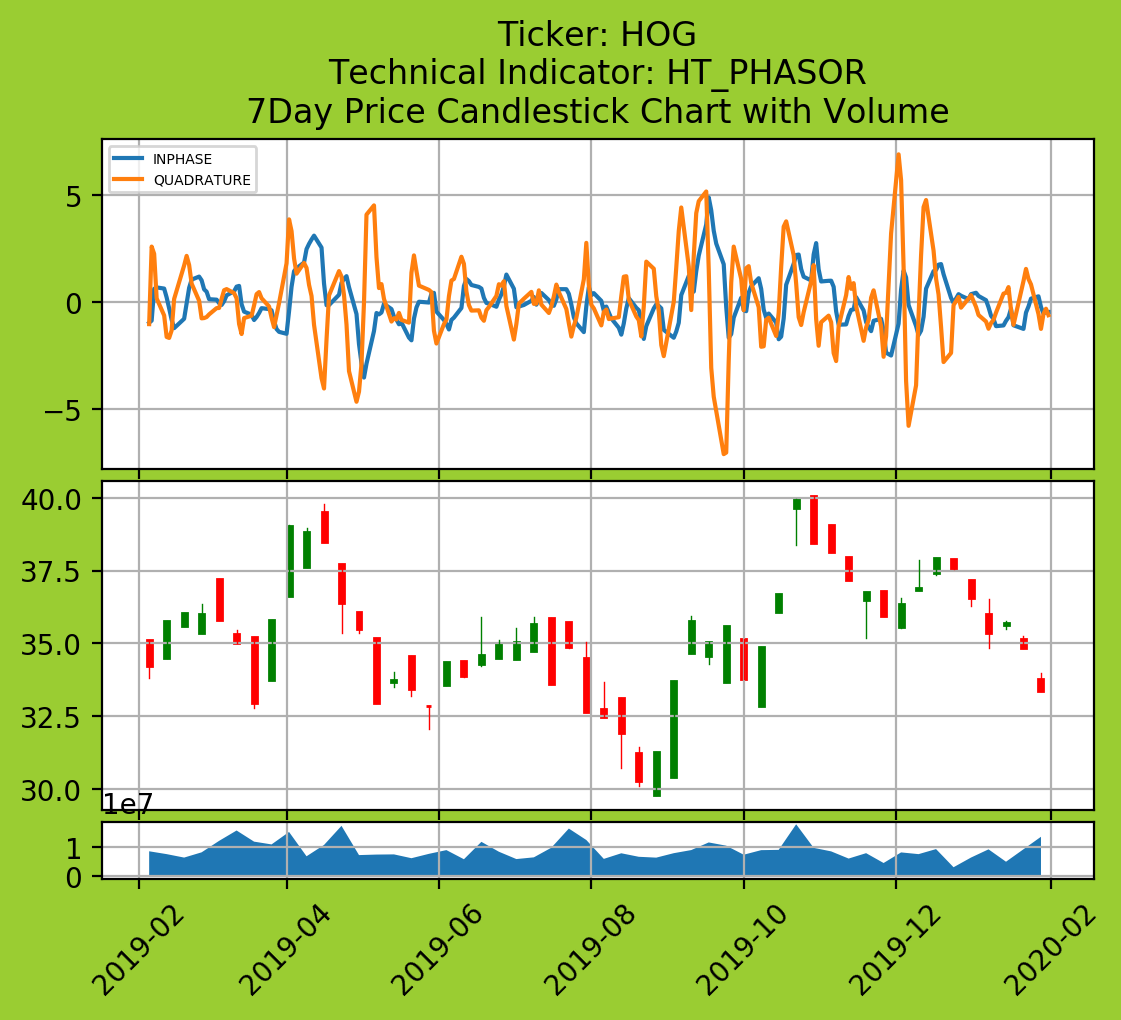 Ticker: HOG
Technical Indicator: HT_PHASOR
7Day Price Candlestick Chart with Volume
INPHASE
QUADRATURE
5
0
−5
40.0
37.5
35.0
32.5
30.0
1e7
1
0
2019-02
2019-04
2019-06
2019-08
2019-10
2019-12
2020-02